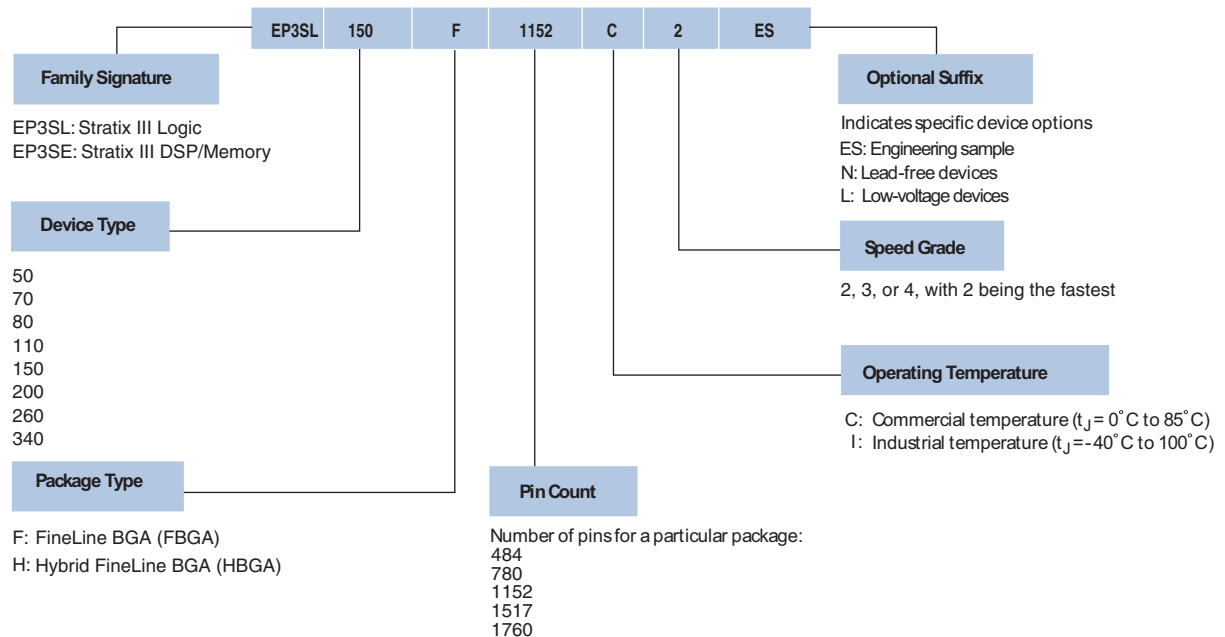 EP3SL 150 F 1152 C 2 ES
Family Signature
EP3SL: Stratix III Logic
EP3SE: Stratix III DSP/Memory
Device Type
50
70
80
110
150
200
260
340
Package Type
F: FineLine BGA (FBGA)
H: Hybrid FineLine BGA (HBGA)
Pin Count
Number of pins for a particular package:
484
780
1152
1517
1760
Optional Suffix
Indicates specific device options
ES: Engineering sample
N: Lead-free devices
L: Low-voltage devices
Speed Grade
2, 3, or 4, with 2 being the fastest
Operating Temperature
C: Commercial temperature (tJ = 0˚C to 85˚C)
I: Industrial temperature (tJ = -40˚C to 100˚C)